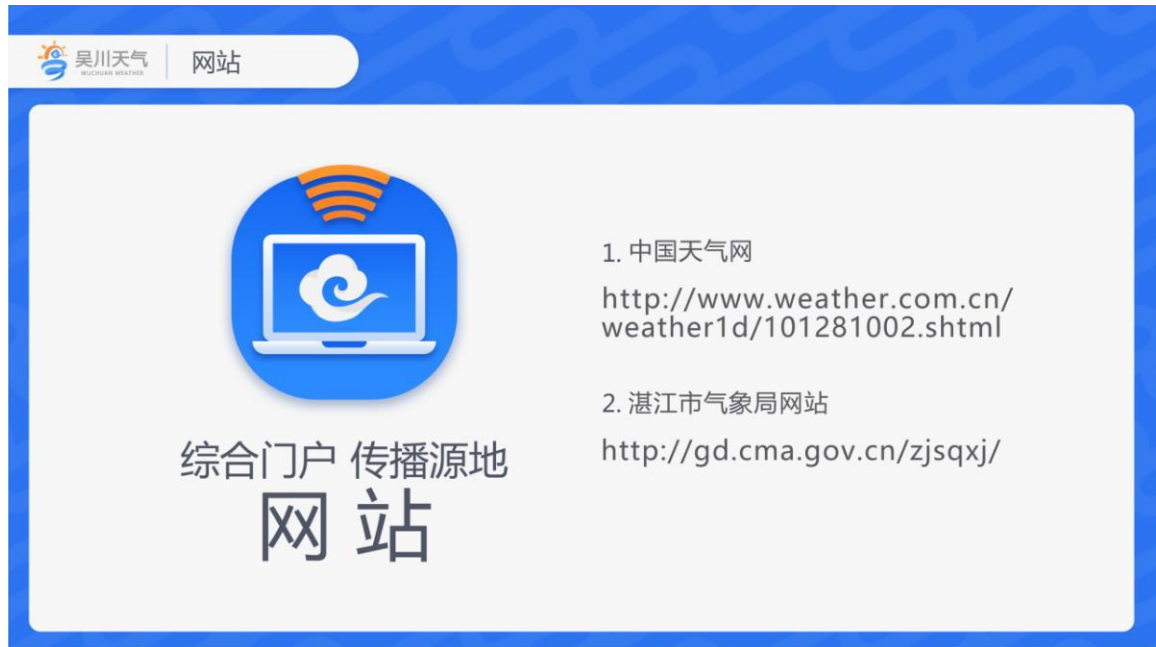 吴川天气
WUCHUAN WEATHER
网站
1. 中国天气网
http://www.weather.com.cn/
weather1d/101281002.shtml
2. 湛江市气象局网站
http://gd.cma.gov.cn/zjsqxj/
综合门户 传播源地
网站